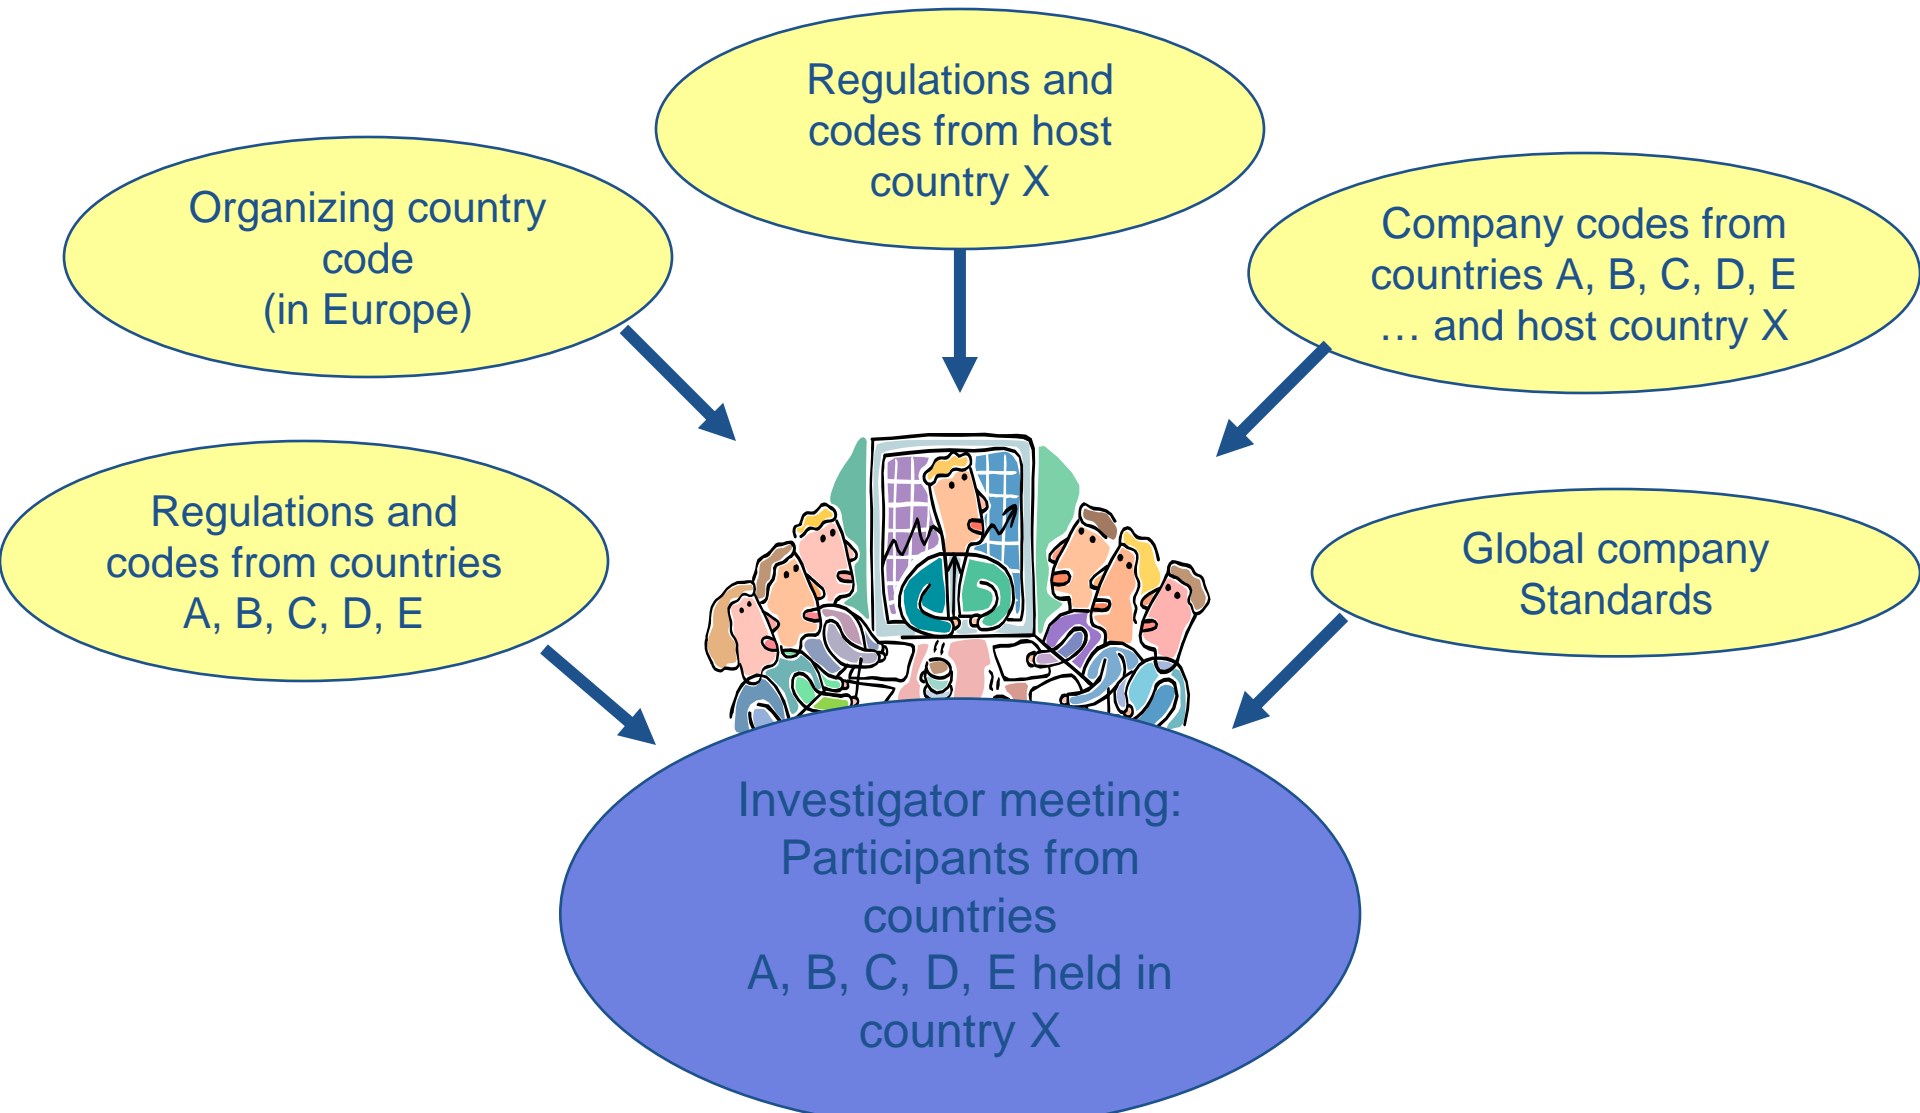 Regulations and
codes from host
country X
Organizing country
code
(in Europe)
Company codes from
countries A, B, C, D, E
… and host country X
Regulations and
codes from countries
A, B, C, D, E
Global company
Standards
Investigator meeting:
Participants from
countries
A, B, C, D, E held in
country X